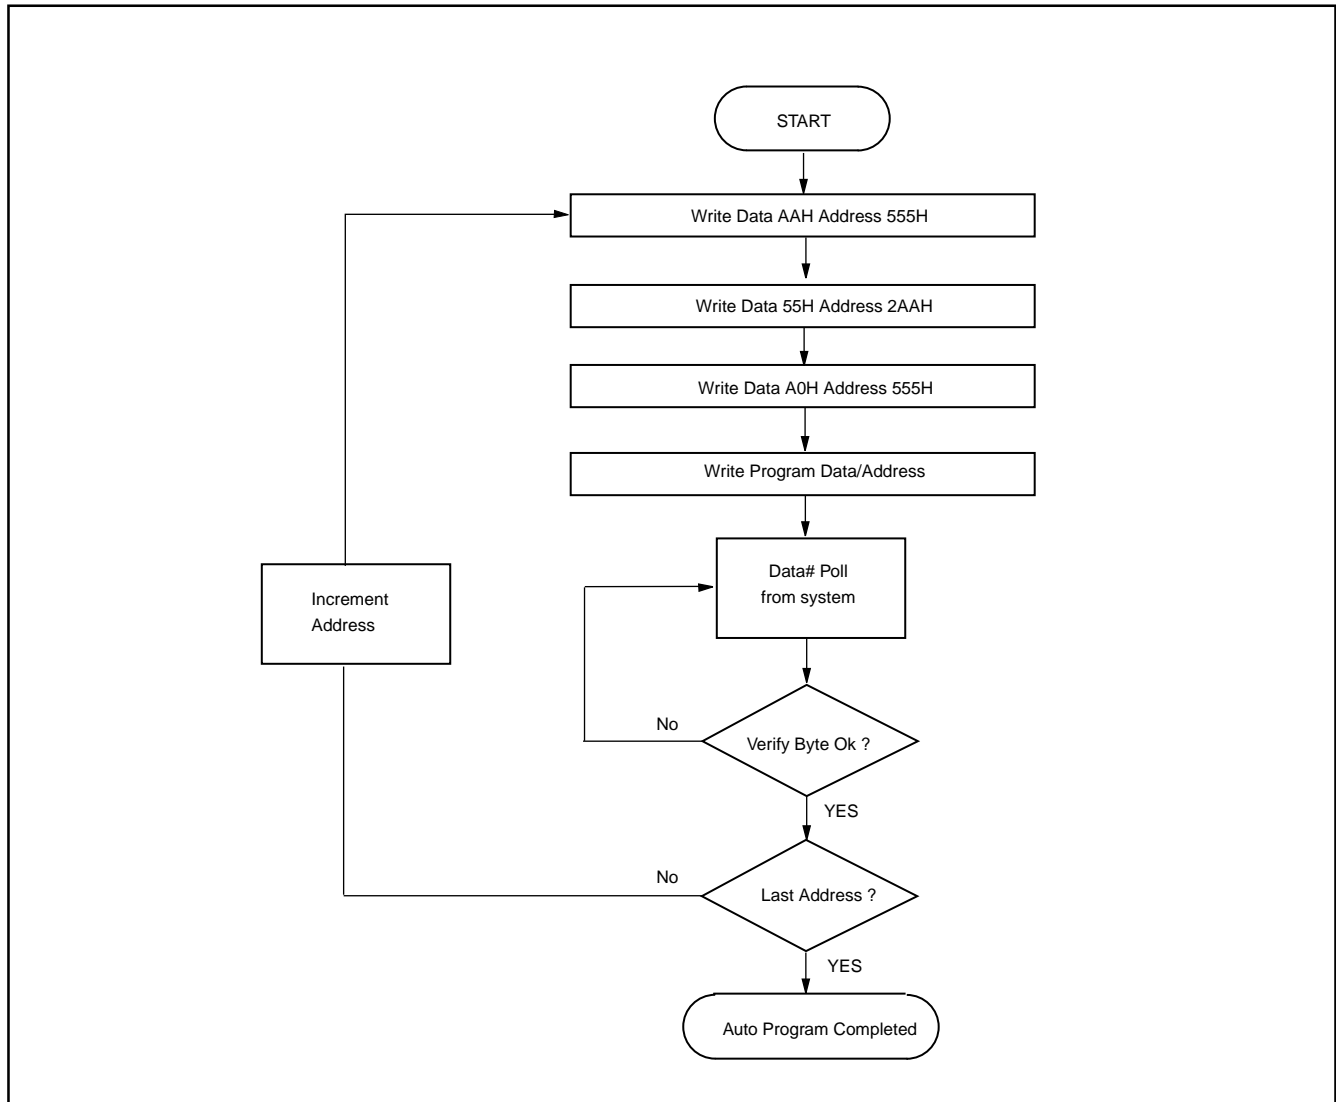 START
Write Data AAH Address 555H
Write Data 55H Address 2AAH
Write Data A0H Address 555H
Write Program Data/Address
Data# Poll
from system
Increment
Address
No
Verify Byte Ok ?
YES
No
Last Address ?
YES
Auto Program Completed